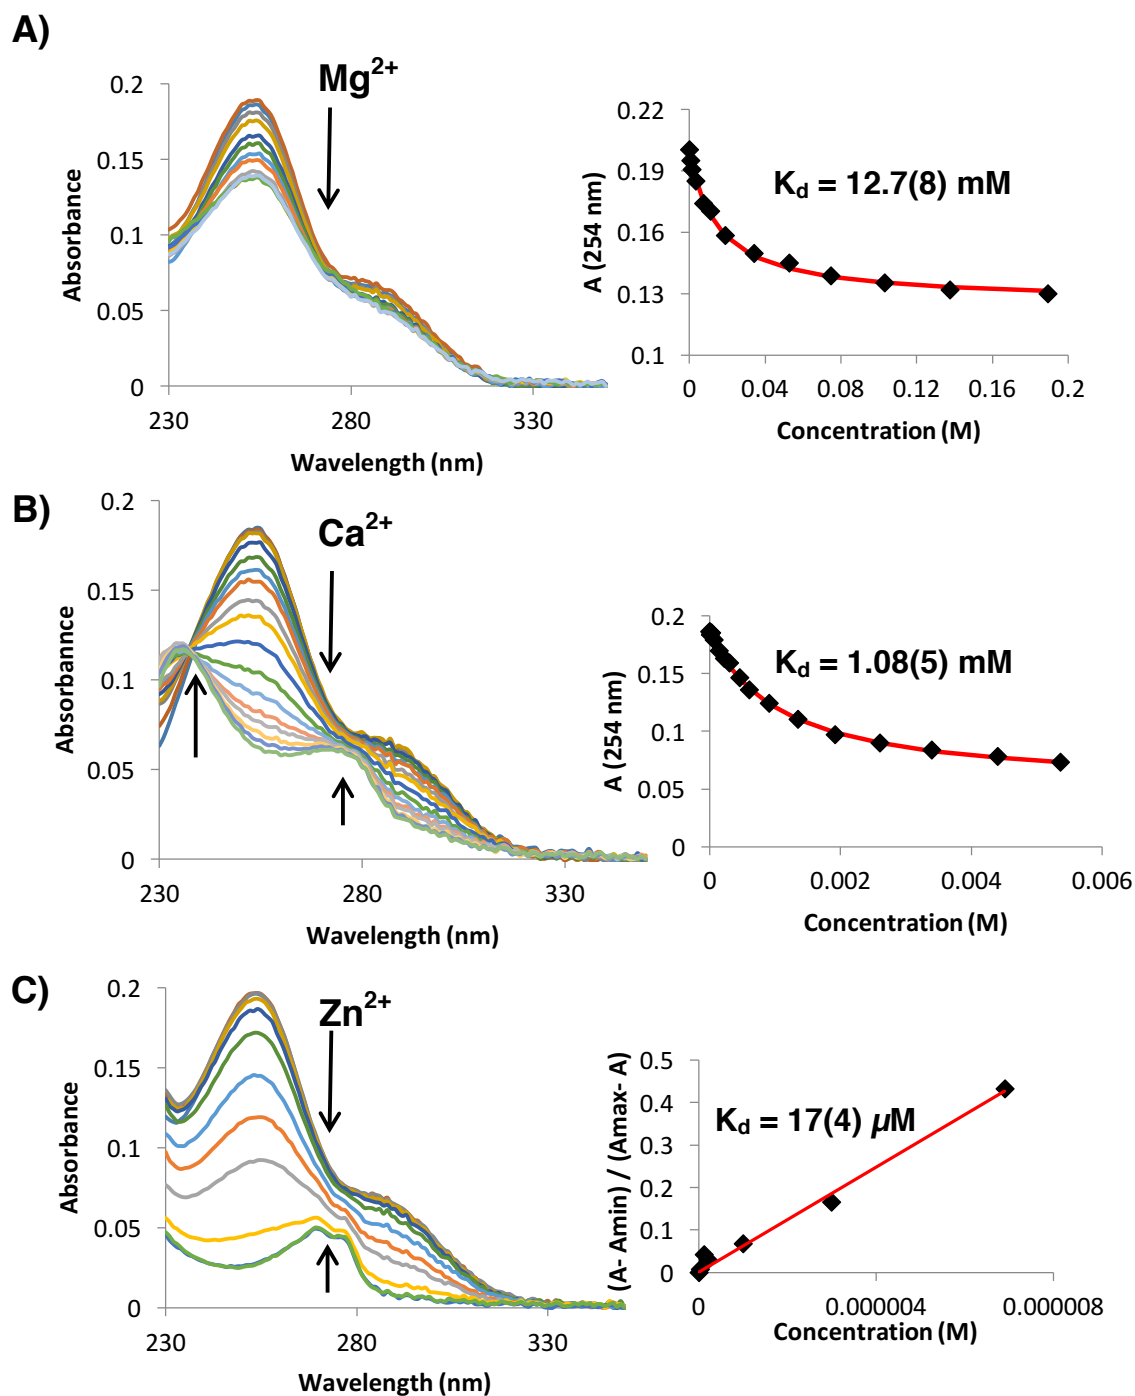 A)
Mg2+
0.2
0.15
0.1
0.05
0
230
280
330
Absorbance
Wavelength (nm)
0.22
0.19
0.16
0.13
0.1
0
0.04
0.08
0.12
0.16
0.2
A (254 nm)
Concentration (M)
Kd = 12.7(8) mM
B)
Ca2+
0.2
0.15
0.1
0.05
0
230
280
330
Absorbannce
Wavelength (nm)
0.2
0.15
0.1
0.05
0
0
0.002
0.004
0.006
A (254 nm)
Concentration (M)
Kd = 1.08(5) mM
C)
Zn2+
0.2
0.15
0.1
0.05
0
230
280
330
Absorbance
Wavelength (nm)
0.5
0.4
0.3
0.2
0.1
0
0
0.000004
0.000008
(A- Amin) / (Amax- A)
Concentration (M)
Kd = 17(4) µM